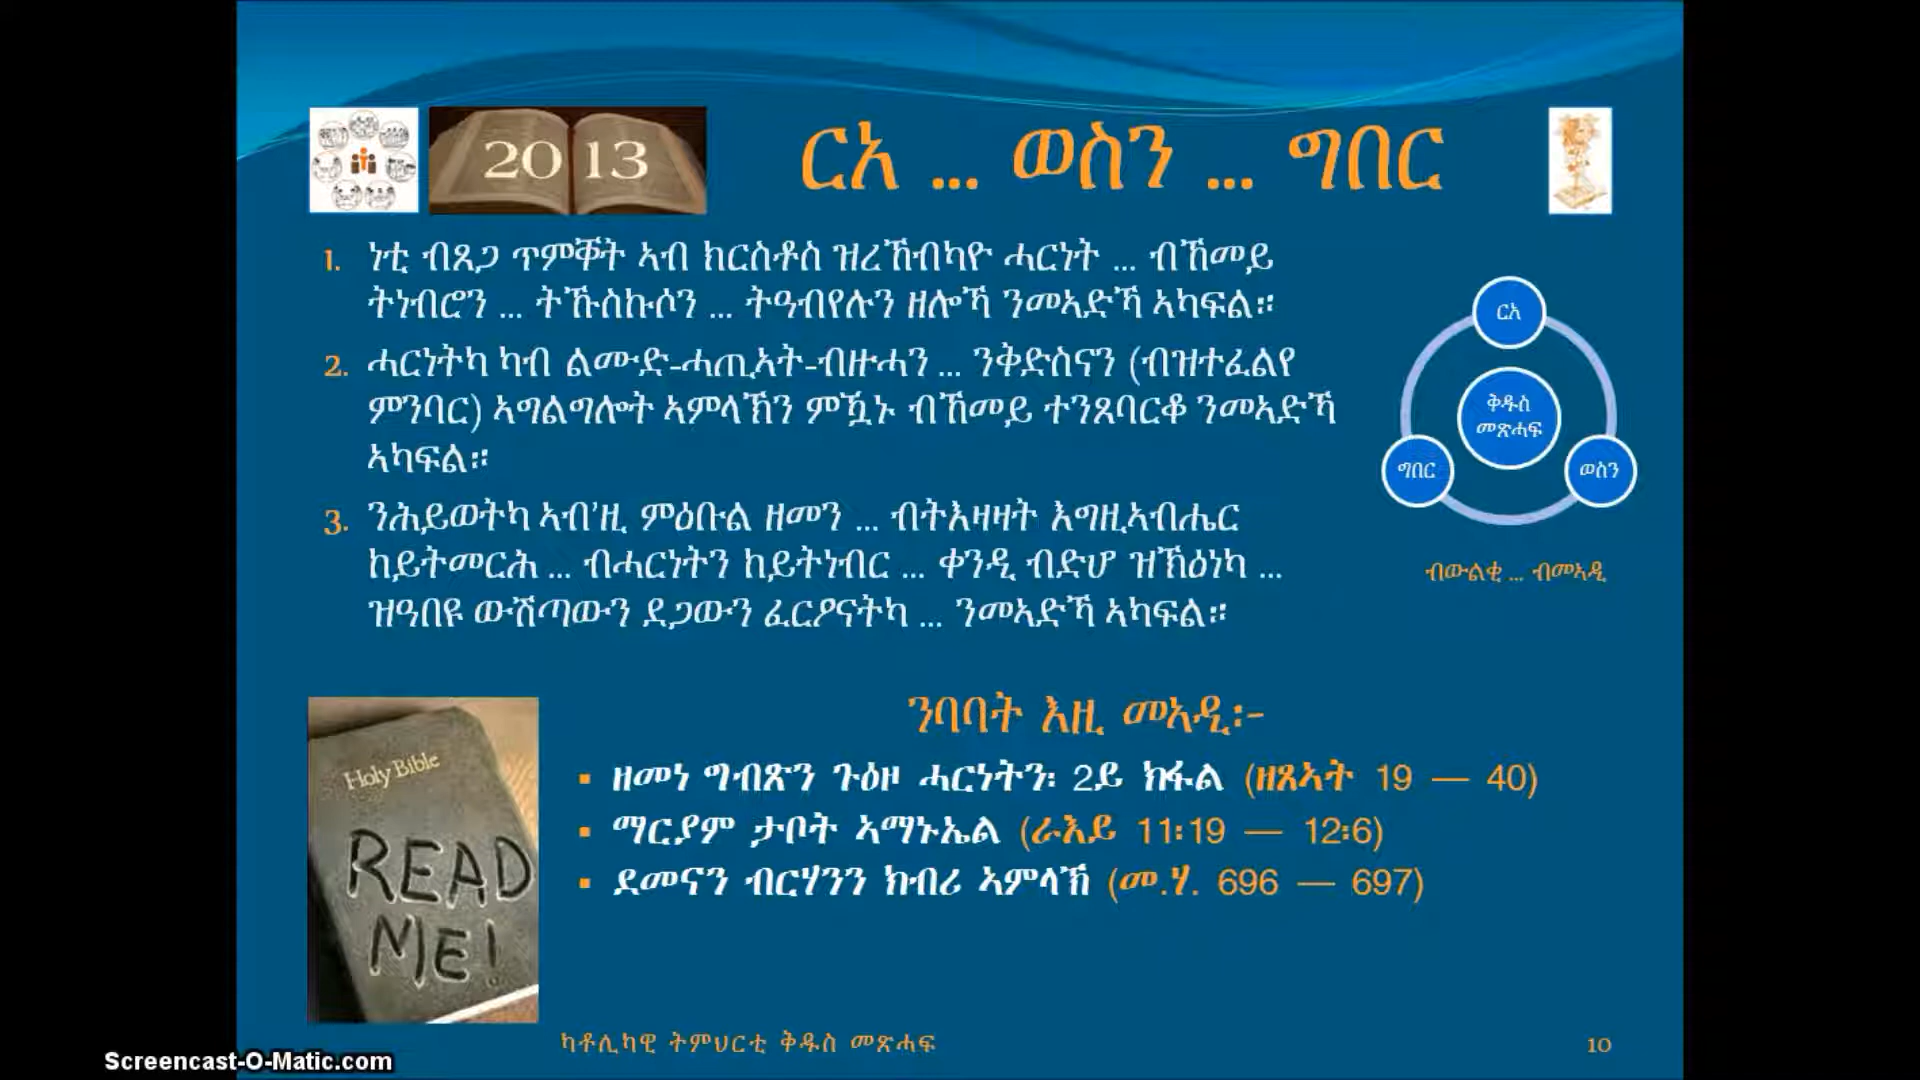 2013
ርአ ... ወስን ... ግበር
1. ነቲ ብጸጋ ጥምቐት ኣብ ክርስቶስ ዝረኸብካዮ ሓርነት ... ብኸመይ
ትነብሮን ... ትኹስኩሶን ... ትዓብየሉን ዘሎኻ ንመኣድኻ ኣካፍል።
2. ሓርነትካ ካብ ልሙድ-ሓጢኣት-ብዙሓን ... ንቅድስናን (ብዝተፈልየ
ምንባር) ኣግልግሎት ኣምላኽን ምዃኑ ብኸመይ ተንጸባርቆ ንመኣድኻ
ኣካፍል።
3. ንሕይወትካ ኣብ'ዚ ምዕቡል ዘመን ... ብትእዛዛት እግዚኣብሔር
ከይትመርሕ ... ብሓርነትን ከይትነብር ... ቀንዲ ብድሆ ዝኽዕነካ ...
ዝዓበዩ ውሽጣውን ደጋውን ፈርዖናትካ ... ንመኣድኻ ኣካፍል።
ርአ
ቅዱስ
መጽሓፍ
ግበር
ወስን
ብውልቂ ... ብመኣዲ
ንባባት እዚ መኣዲ፡-
▪ ዘመነ ግብጽን ጉዕዞ ሓርነትን፡ 2ይ ክፋል (ዘጸኣት 19 — 40)
▪ ማርያም ታቦት ኣማኑኤል (ራእይ 11፡19 — 12፡6)
▪ ደመናን ብርሃንን ክብሪ ኣምላኽ (መ.ሃ. 696 — 697)
Holy Bible
READ
ME!
ካቶሊካዊ ትምህርቲ ቅዱስ መጽሓፍ
10
Screencast-O-Matic.com